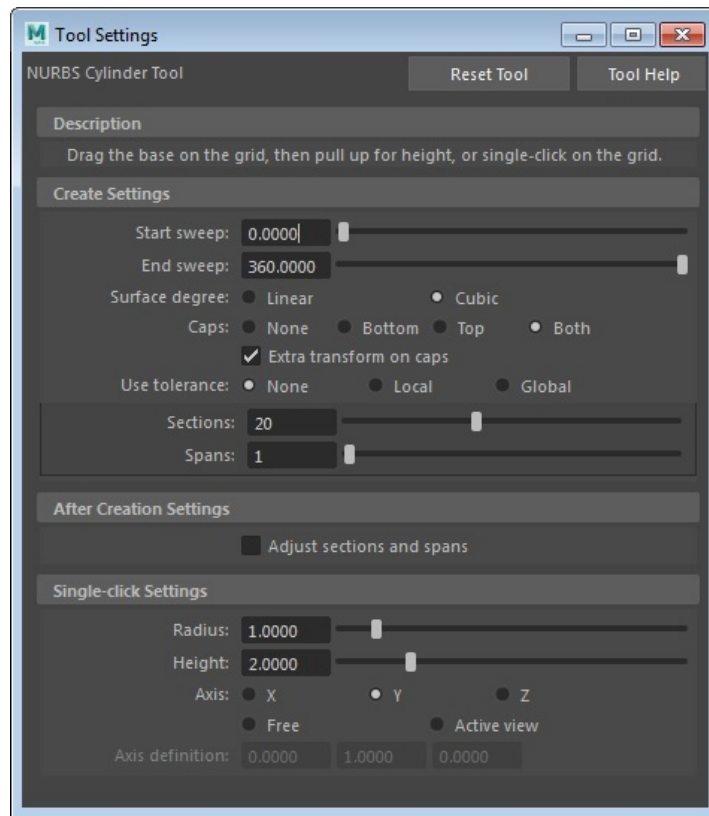 M Tool Settings
NURBS Cylinder Tool Reset Tool Tool Help
Description
Drag the base on the grid, then pull up for height, or single-click on the grid.
Create Settings
Start sweep: 0.0000
End sweep: 360.0000
Surface degree: Linear Cubic
Caps: None Bottom Top Both
Extra transform on caps
Use tolerance: None Local Global
Sections: 20
Spans: 1
After Creation Settings
Adjust sections and spans
Single-click Settings
Radius: 1.0000
Height: 2.0000
Axis: X Y Z
Free Active view
Axis definition: 0.0000 1.0000 0.0000